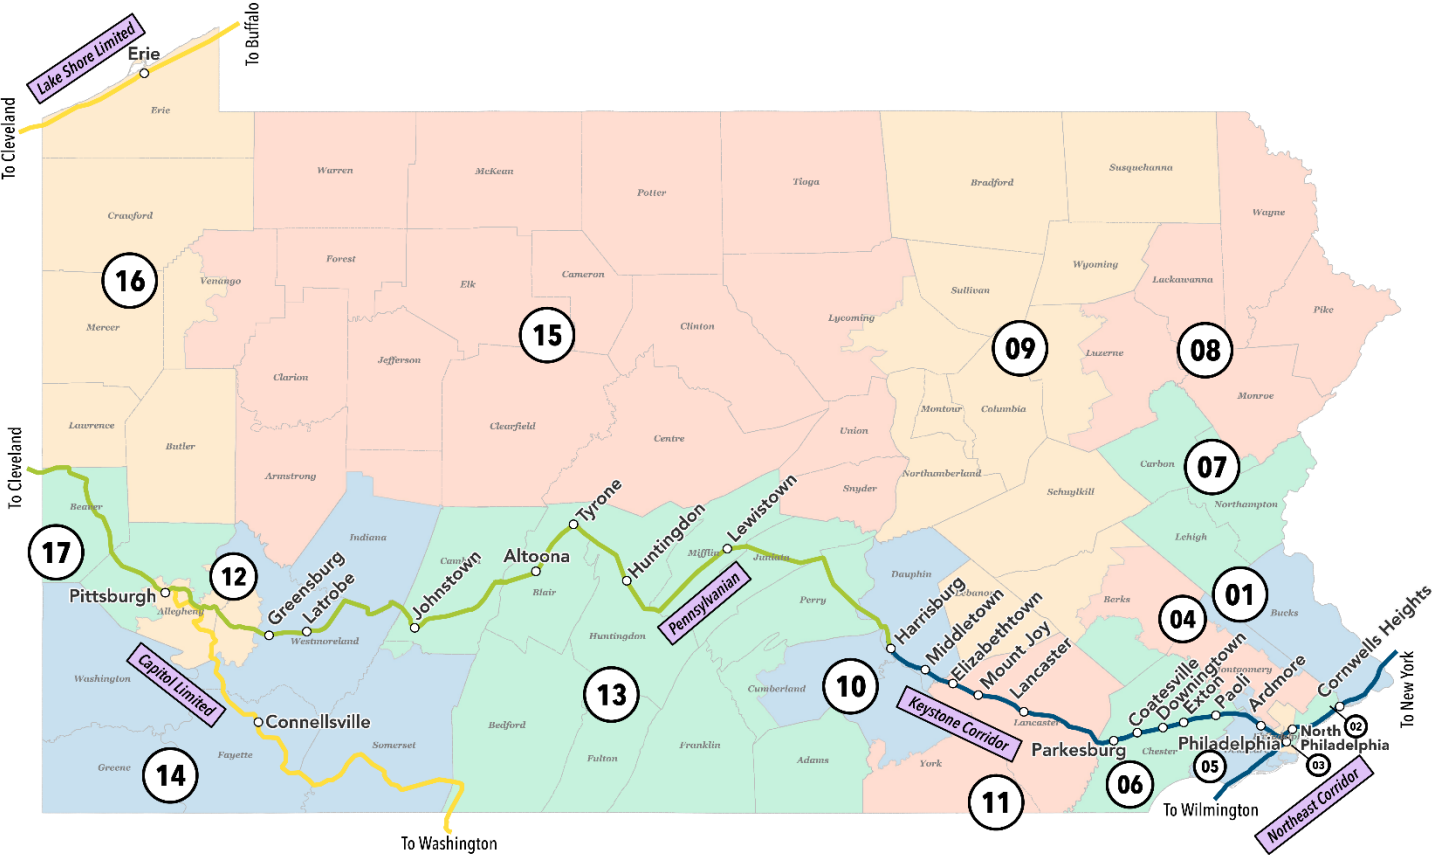 Lake Shore Limited
Erie
To Buffalo
To Cleveland
Erie
Warren
McKean
Potter
Tioga
Bradford
Susquehanna
Wayne
Crawford
Forest
Elk
Cameron
Wyoming
Lackawanna
16
Venango
Sullivan
Pike
Mercer
15
Clinton
Lycoming
09
08
Luzerne
Jefferson
Clarion
Monroe
Lawrence
Butler
Clearfield
Centre
Union
Montour
Columbia
To Cleveland
Armstrong
Snyder
Northumberland
Schuylkill
Carbon
07
Northampton
Beaver
Indiana
Tyrone
Huntingdon
Lewistown
Mifflin
Juniata
Lehigh
17
12
Greensburg
Latrobe
Johnstown
Altoona
Blair
Dauphin
01
Pittsburgh
Allegheny
Westmoreland
Pennsylvanian
Perry
Harrisburg
Middletown
Elizabethtown
Mount Joy
Lancaster
Berks
04
Bucks
Cornwells Heights
Huntingdon
Capitol Limited
Washington
13
Cumberland
10
Keystone Corridor
Lancaster
Coatesville
Downingtown
Exton
Paoli
Ardmore
To New York
Connellsville
Bedford
Franklin
Parkesburg
Chester
Philadelphia
North
Philadelphia
02
03
Greene
14
Fayette
Somerset
Fulton
Adams
York
11
06
05
To Wilmington
Northeast Corridor
To Washington